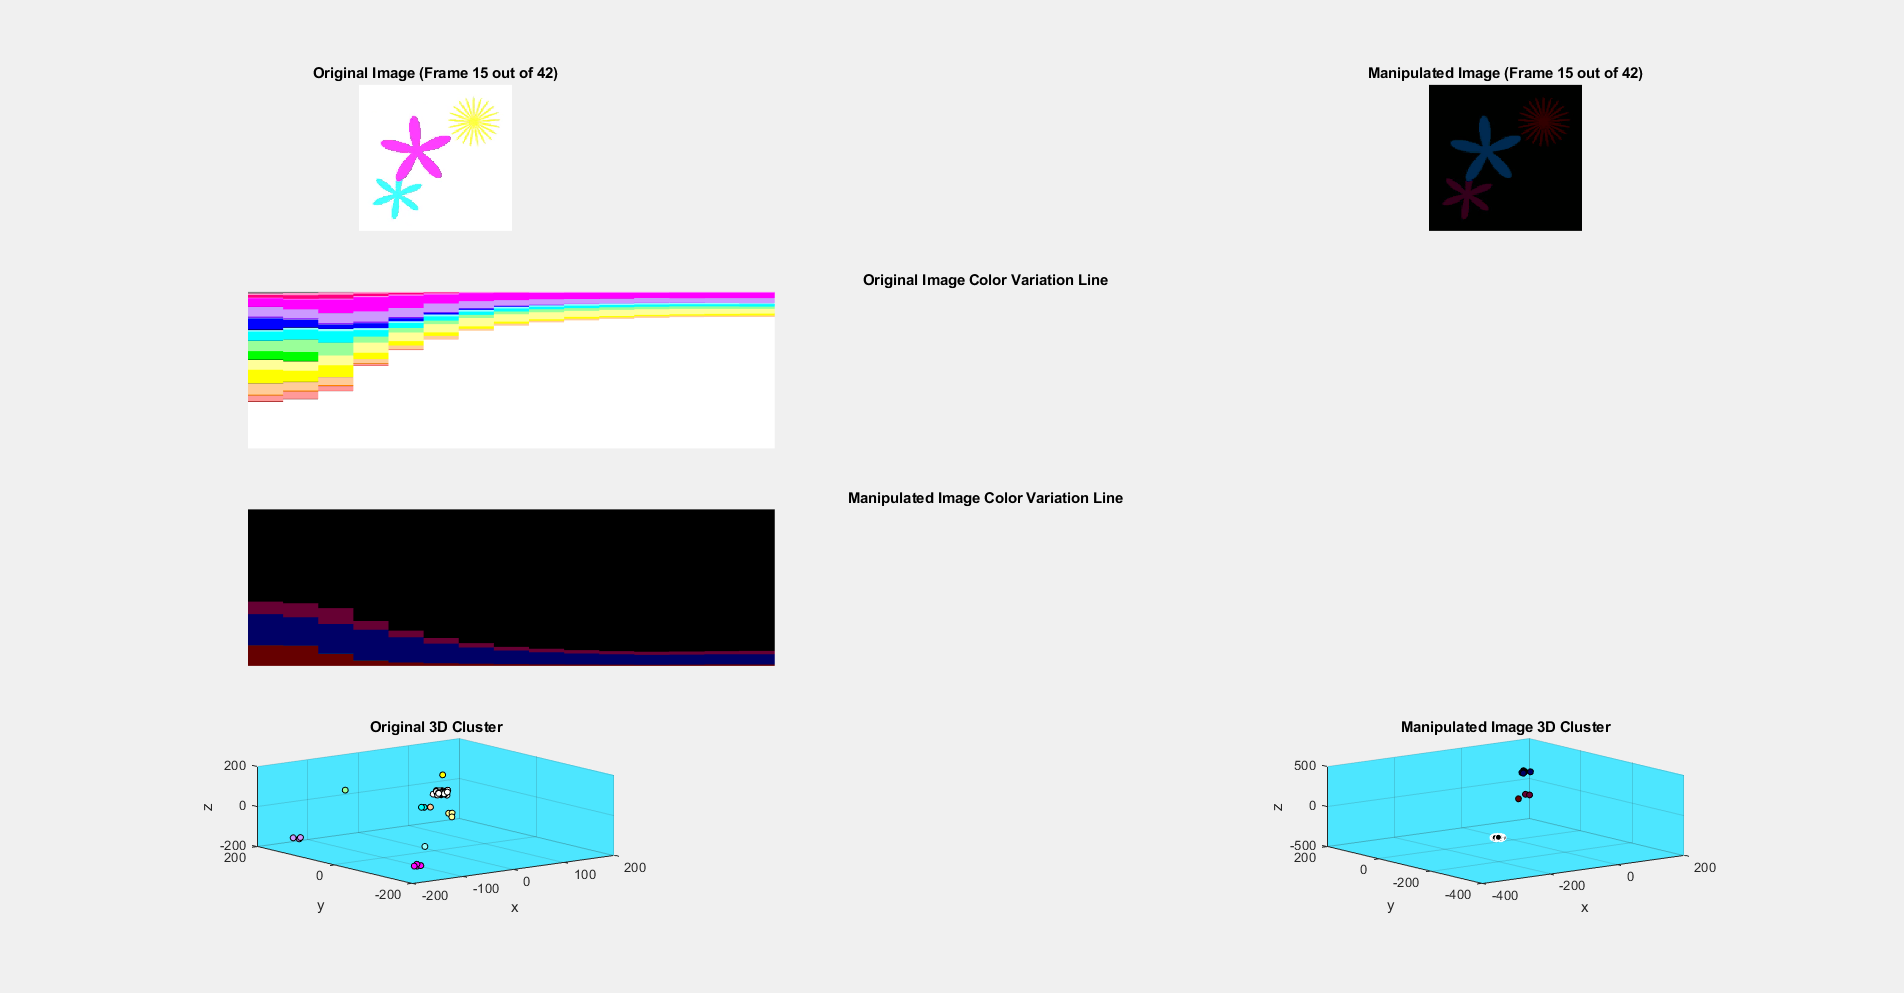 Original Image (Frame 15 out of 42)
Manipulated Image (Frame 15 out of 42)
Original Image Color Variation Line
Manipulated Image Color Variation Line
Original 3D Cluster
200
0
-200
z
200
0
-200
y
-200
-100
0
100
200
x
Manipulated Image 3D Cluster
500
0
-500
z
200
0
-200
-400
y
-400
-200
0
200
x